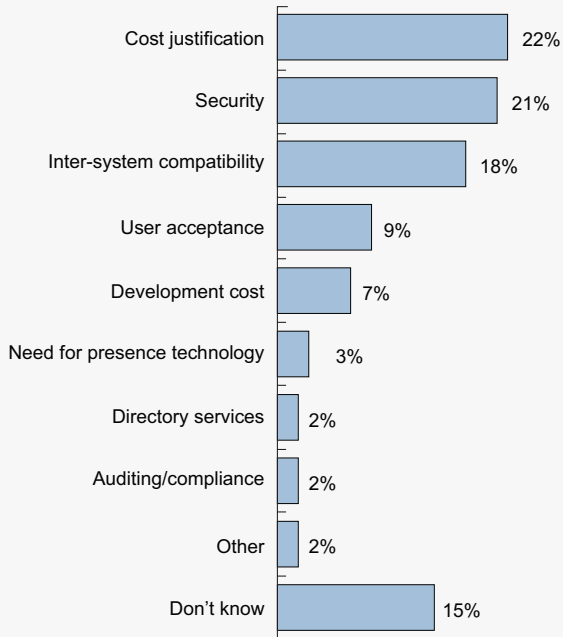 Cost justification 22%
Security 21%
Inter-system compatibility 18%
User acceptance 9%
Development cost 7%
Need for presence technology 3%
Directory services 2%
Auditing/compliance 2%
Other 2%
Don’t know 15%